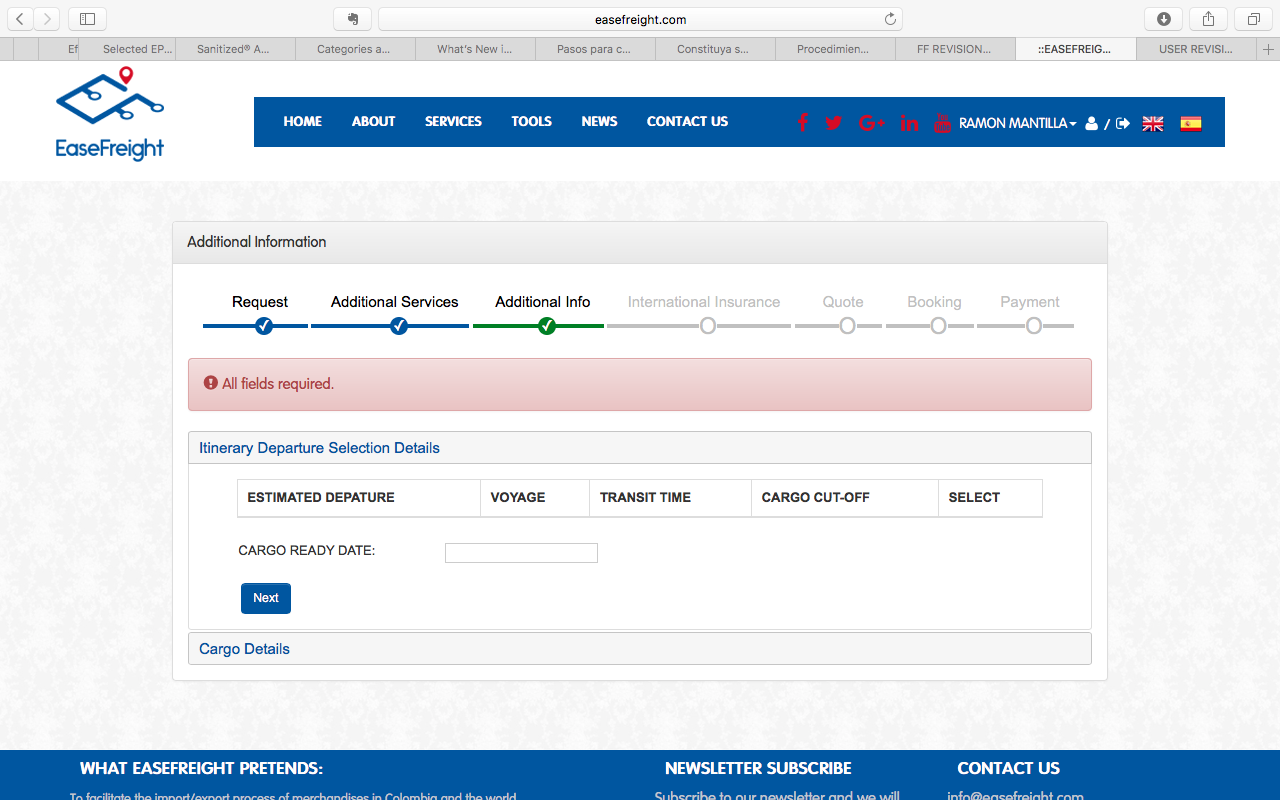 easefreight.com
Ef
Selected EP...
Sanitized® A...
Categories a...
What's New i...
Pasos para c...
Constituya s...
Procedimien...
FF REVISION...
::EASEFREIG...
USER REVISI...
EaseFreight
HOME ABOUT SERVICES TOOLS NEWS CONTACT US RAMON MANTILLA /
Additional Information
Request Additional Services Additional Info International Insurance Quote Booking Payment
All fields required.
Itinerary Departure Selection Details
ESTIMATED DEPATURE VOYAGE TRANSIT TIME CARGO CUT-OFF SELECT
CARGO READY DATE:
Next
Cargo Details
WHAT EASEFREIGHT PRETENDS: NEWSLETTER SUBSCRIBE CONTACT US
To facilitate the import/export process of merchandises in Colombia and the world Subscribe to our newsletter and we will info@easefreight.com